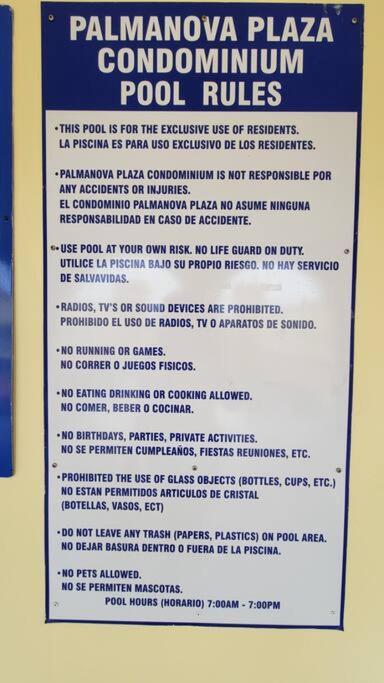 PALMANOVA PLAZA
CONDOMINIUM
POOL RULES
•THIS POOL IS FOR THE EXCLUSIVE USE OF RESIDENTS.
LA PISCINA ES PARA USO EXCLUSIVO DE LOS RESIDENTES.
•PALMANOVA PLAZA CONDOMINIUM IS NOT RESPONSIBLE FOR
ANY ACCIDENTS OR INJURIES.
EL CONDOMINIO PALMANOVA PLAZA NO ASUME NINGUNA
RESPONSABILIDAD EN CASO DE ACCIDENTE.
•USE POOL AT YOUR OWN RISK. NO LIFE GUARD ON DUTY.
UTILICE LA PISCINA BAJO SU PROPIO RIESGO. NO HAY SERVICIO
DE SALVAVIDAS.
•RADIOS, TV'S OR SOUND DEVICES ARE PROHIBITED.
PROHIBIDO EL USO DE RADIOS, TV O APARATOS DE SONIDO.
•NO RUNNING OR GAMES.
NO CORRER O JUEGOS FISICOS.
•NO EATING DRINKING OR COOKING ALLOWED.
NO COMER, BEBER O COCINAR.
•NO BIRTHDAYS, PARTIES, PRIVATE ACTIVITIES.
NO SE PERMITEN CUMPLEAÑOS, FIESTAS REUNIONES, ETC.
•PROHIBITED THE USE OF GLASS OBJECTS (BOTTLES, CUPS, ETC.)
NO ESTAN PERMITIDOS ARTICULOS DE CRISTAL
(BOTELLAS, VASOS, ECT)
•DO NOT LEAVE ANY TRASH (PAPERS, PLASTICS) ON POOL AREA.
NO DEJAR BASURA DENTRO O FUERA DE LA PISCINA.
•NO PETS ALLOWED.
NO SE PERMITEN MASCOTAS.
POOL HOURS (HORARIO) 7:00AM - 7:00PM